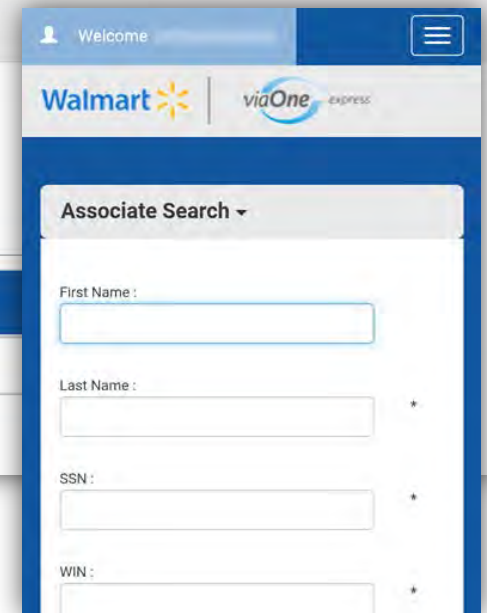 Welcome
Walmart viaOne express
Associate Search
First Name :
Last Name :
*
SSN :
*
WIN :
*